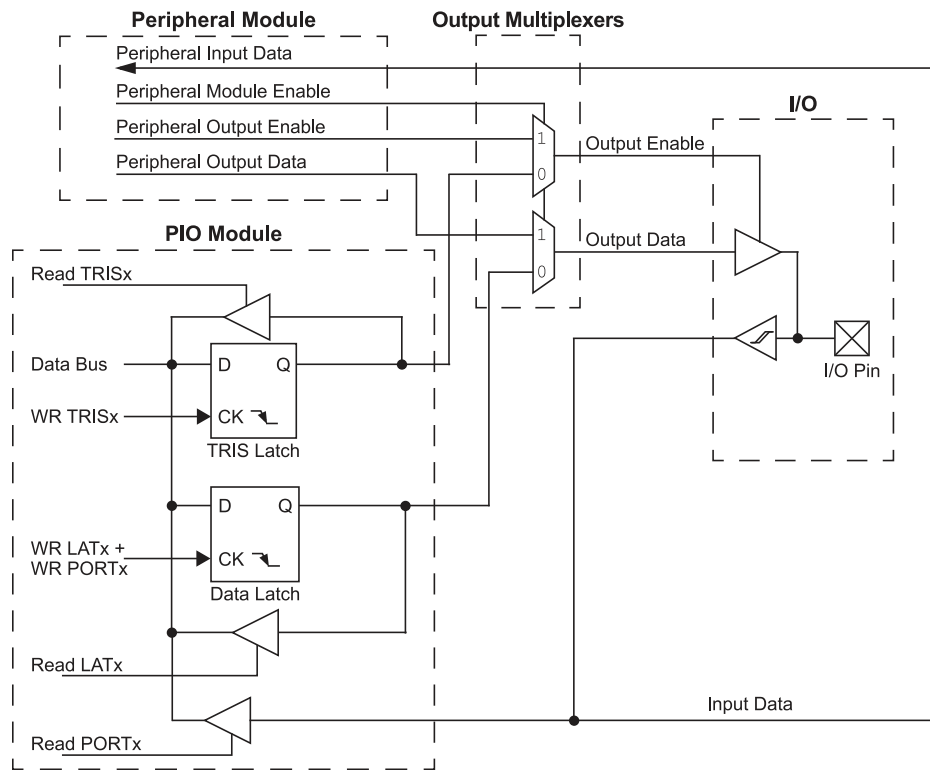 Peripheral Module
Output Multiplexers
Peripheral Input Data
Peripheral Module Enable
I/O
Peripheral Output Enable
1
Output Enable
Peripheral Output Data
0
PIO Module
1
Output Data
0
Read TRISx
Data Bus
D
Q
I/O Pin
WR TRISx
CK
TRIS Latch
D
Q
WR LATx +
WR PORTx
CK
Data Latch
Read LATx
Input Data
Read PORTx